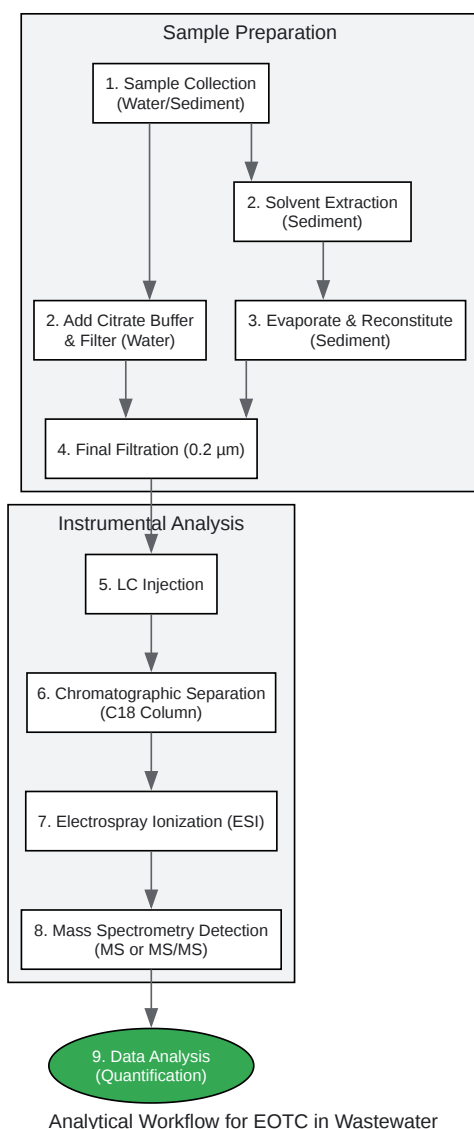 Sample Preparation
1. Sample Collection
(Water/Sediment)
2. Solvent Extraction
(Sediment)
2. Add Citrate Buffer
& Filter (Water)
3. Evaporate & Reconstitute
(Sediment)
4. Final Filtration (0.2 µm)
Instrumental Analysis
5. LC Injection
6. Chromatographic Separation
(C18 Column)
7. Electrospray Ionization (ESI)
8. Mass Spectrometry Detection
(MS or MS/MS)
9. Data Analysis
(Quantification)
Analytical Workflow for EOTC in Wastewater